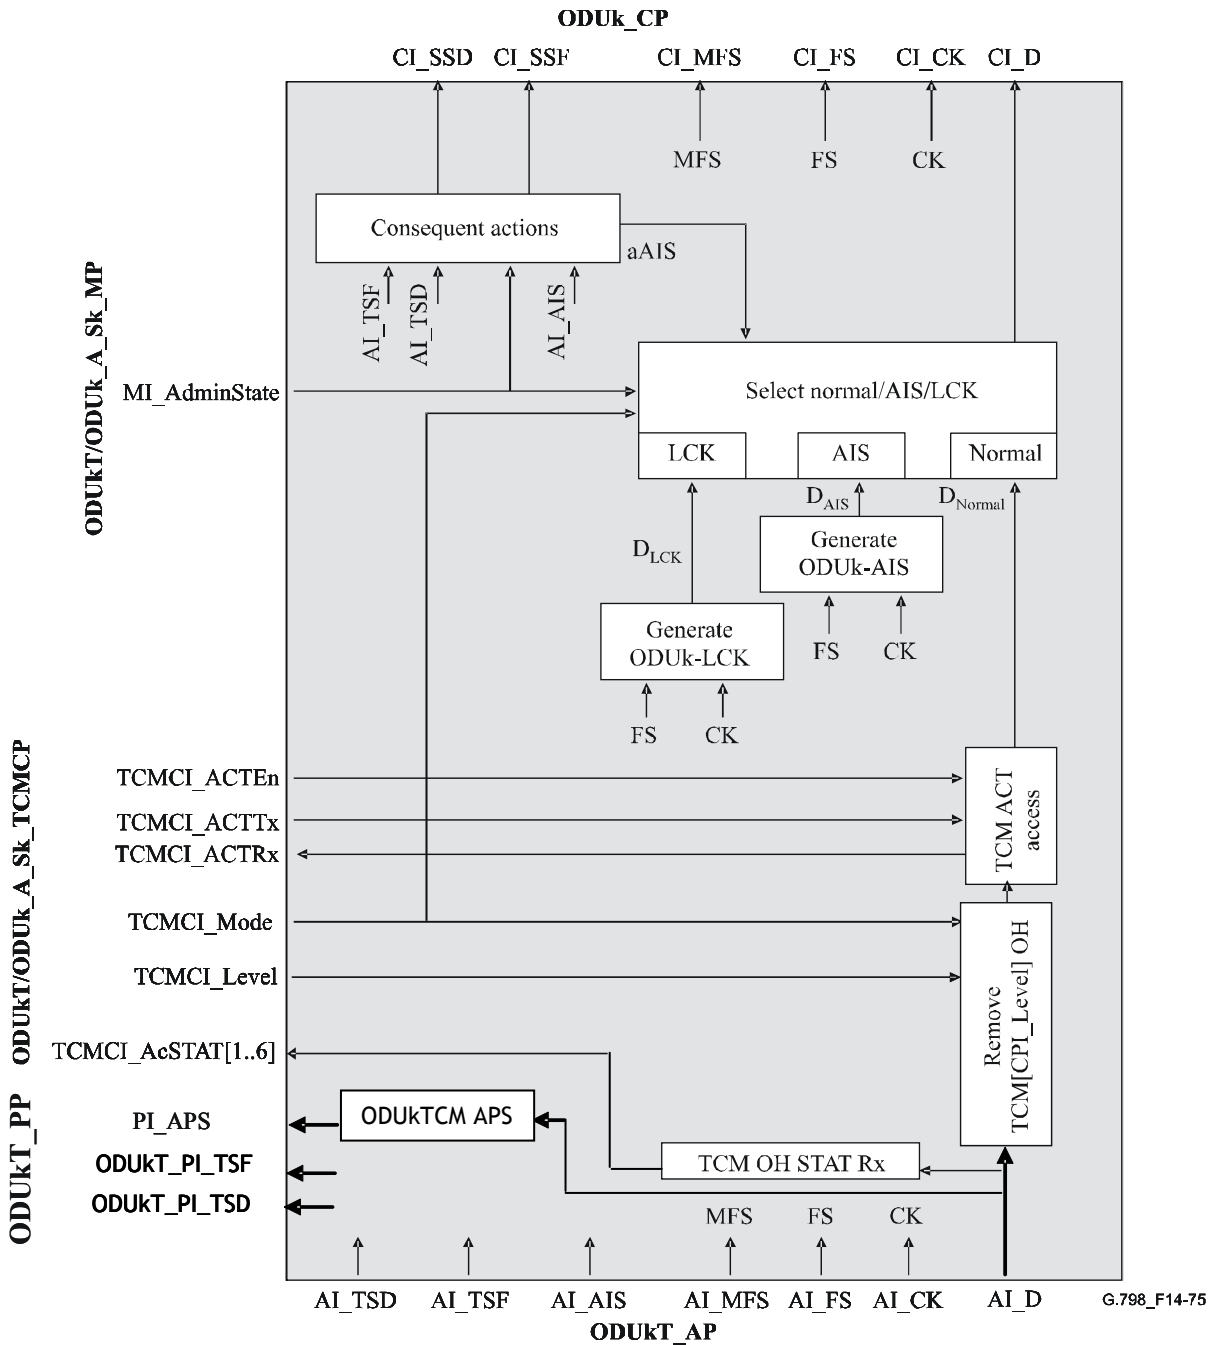 ODUk_CP
CI_SSD CI_SSF CI_MFS CI_FS CI_CK CI_D
MFS FS CK
Consequent actions
aAIS
AI_TSF
AI_TSD
AI_AIS
ODUkT/ODUk_A_Sk_MP
MI_AdminState
Select normal/AIS/LCK
LCK AIS Normal
DAIS DNormal
DLCK
Generate
ODUk-AIS
FS CK
Generate
ODUk-LCK
FS CK
ODUkT/ODUk_A_Sk_TCMCP
TCMCI_ACTEn
TCMCI_ACTTx
TCMCI_ACTRx
TCM ACT
access
TCMCI_Mode
TCMCI_Level
Remove
TCM[CPI_Level] OH
TCMCI_AcSTAT[1..6]
ODUkT_PP
PI_APS
ODUkTCM APS
ODUkT_PI_TSF
TCM OH STAT Rx
ODUkT_PI_TSD
MFS FS CK
AI_TSD AI_TSF AI_AIS AI_MFS AI_FS AI_CK AI_D
G.798_F14-75
ODUkT_AP